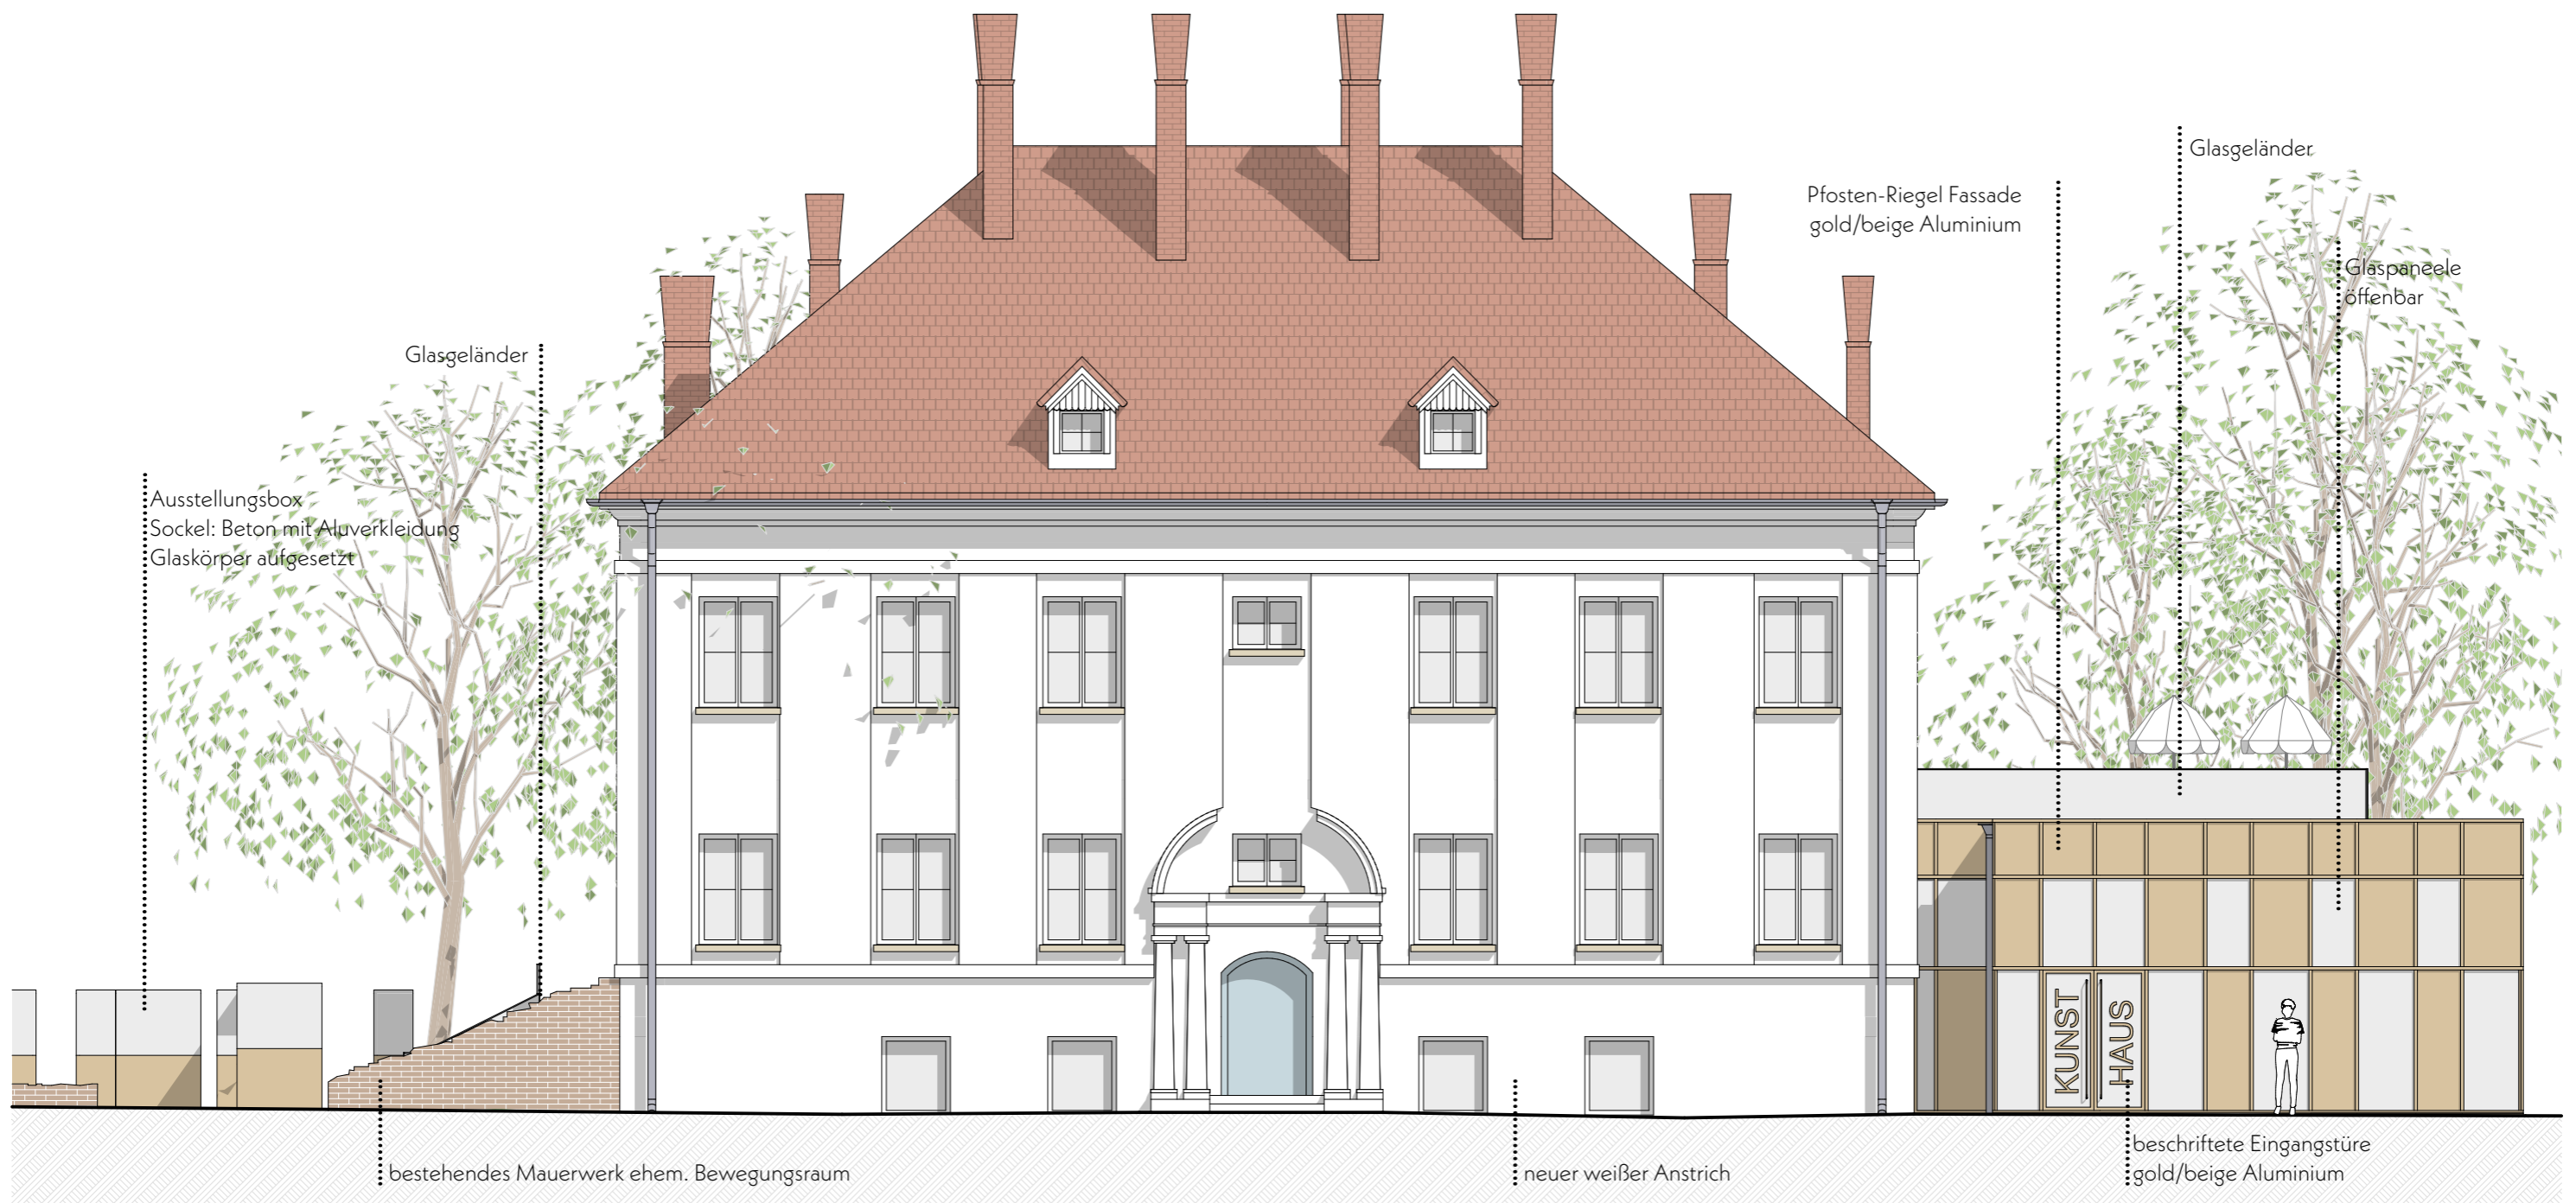 Glasgeländer
Pfosten-Riegel Fassade
gold/beige Aluminium
Glaspaneele
öffenbar
Glasgeländer
Ausstellungsbox
Sockel: Beton mit Aluverkleidung
Glaskörper aufgesetzt
KUNST
HAUS
bestehendes Mauerwerk ehem. Bewegungsraum
neuer weißer Anstrich
beschriftete Eingangstüre
gold/beige Aluminium